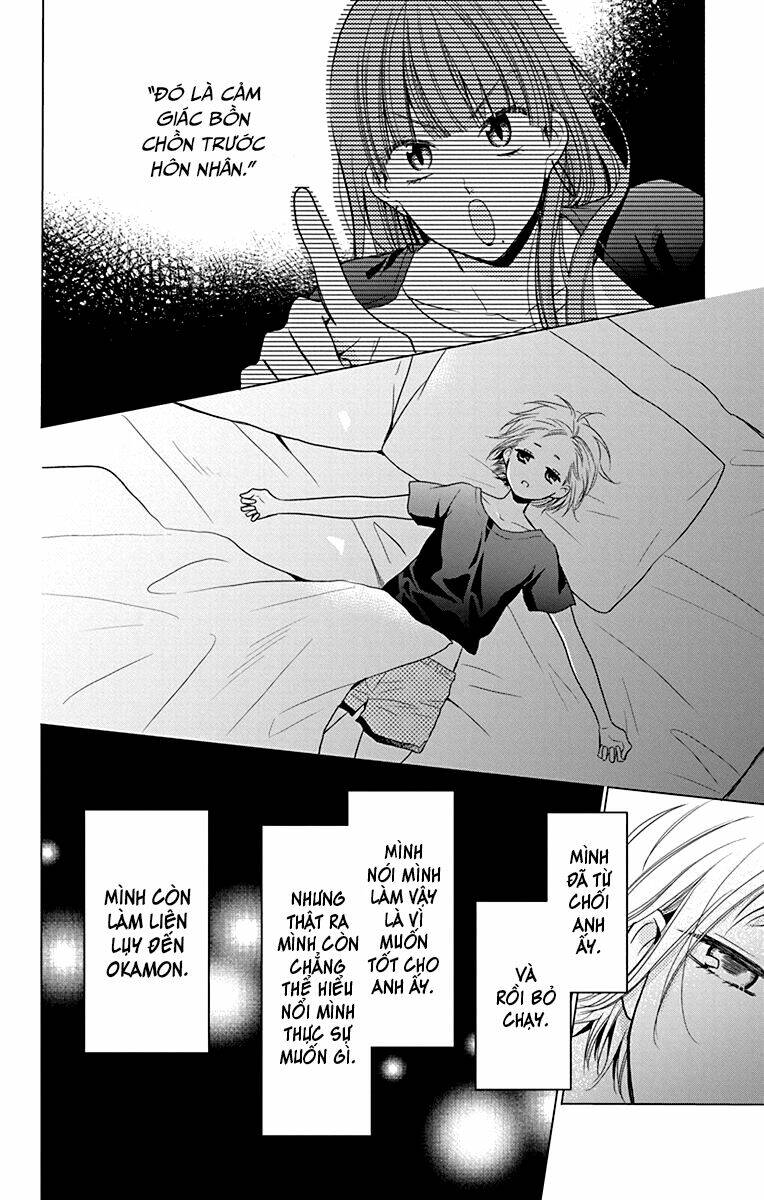 "ĐÓ LÀ CẢM
GIÁC BỒN
CHỒN TRƯỚC
HÔN NHÂN."
MÌNH
ĐÃ TỪ
CHỐI
ANH
ẤY.
VÀ
RỒI BỎ
CHẠY.
MÌNH
NÓI MÌNH
LÀM VẬY
LÀ VÌ
MUỐN
TỐT CHO
ANH ẤY.
NHƯNG
THẬT RA
MÌNH CÒN
CHẲNG
THỂ HIỂU
NỔI MÌNH
THỰC SỰ
MUỐN GÌ.
MÌNH CÒN
LÀM LIÊN
LỤY ĐẾN
OKAMON.